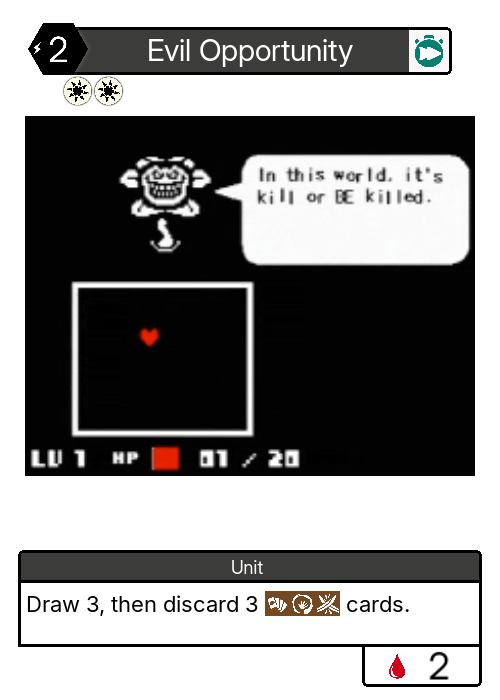 2 Evil Opportunity
In this world, it's
kill or BE killed.
LV 1 HP 01 / 20
Unit
Draw 3, then discard 3 cards.
2